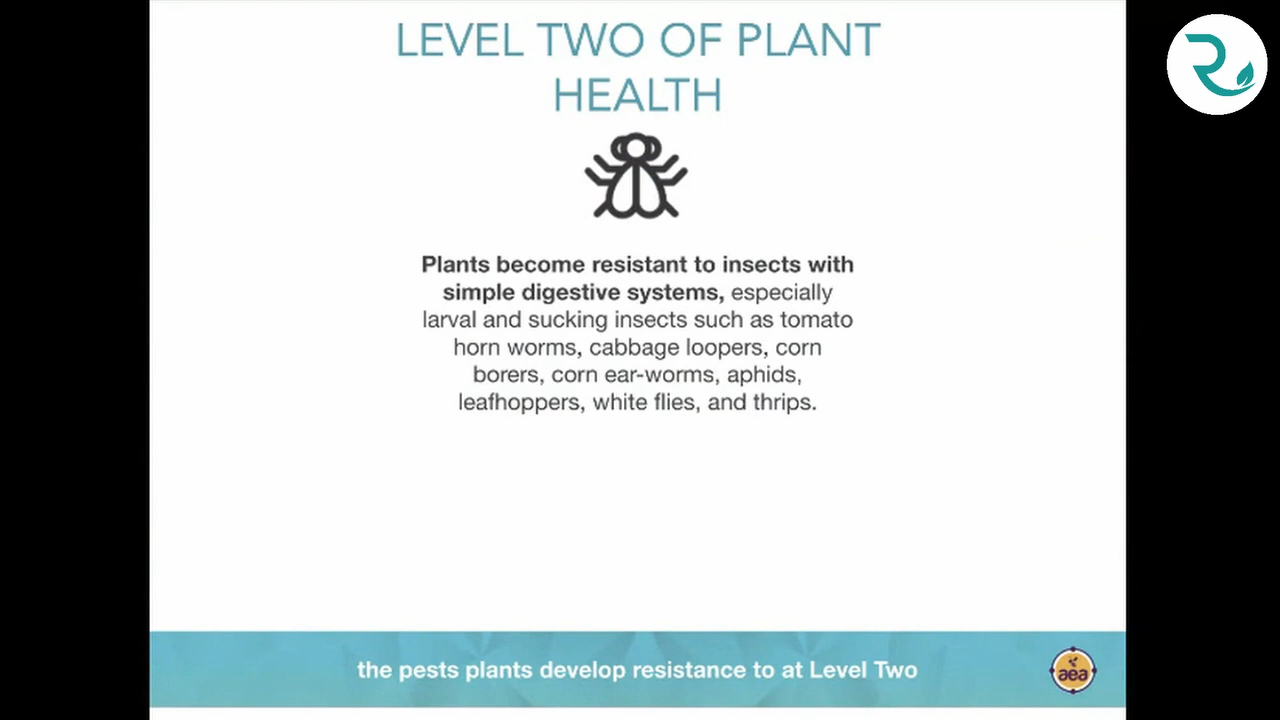 LEVEL TWO OF PLANT
HEALTH
Plants become resistant to insects with
simple digestive systems, especially
larval and sucking insects such as tomato
horn worms, cabbage loopers, corn
borers, corn ear-worms, aphids,
leafhoppers, white flies, and thrips.
the pests plants develop resistance to at Level Two
aea